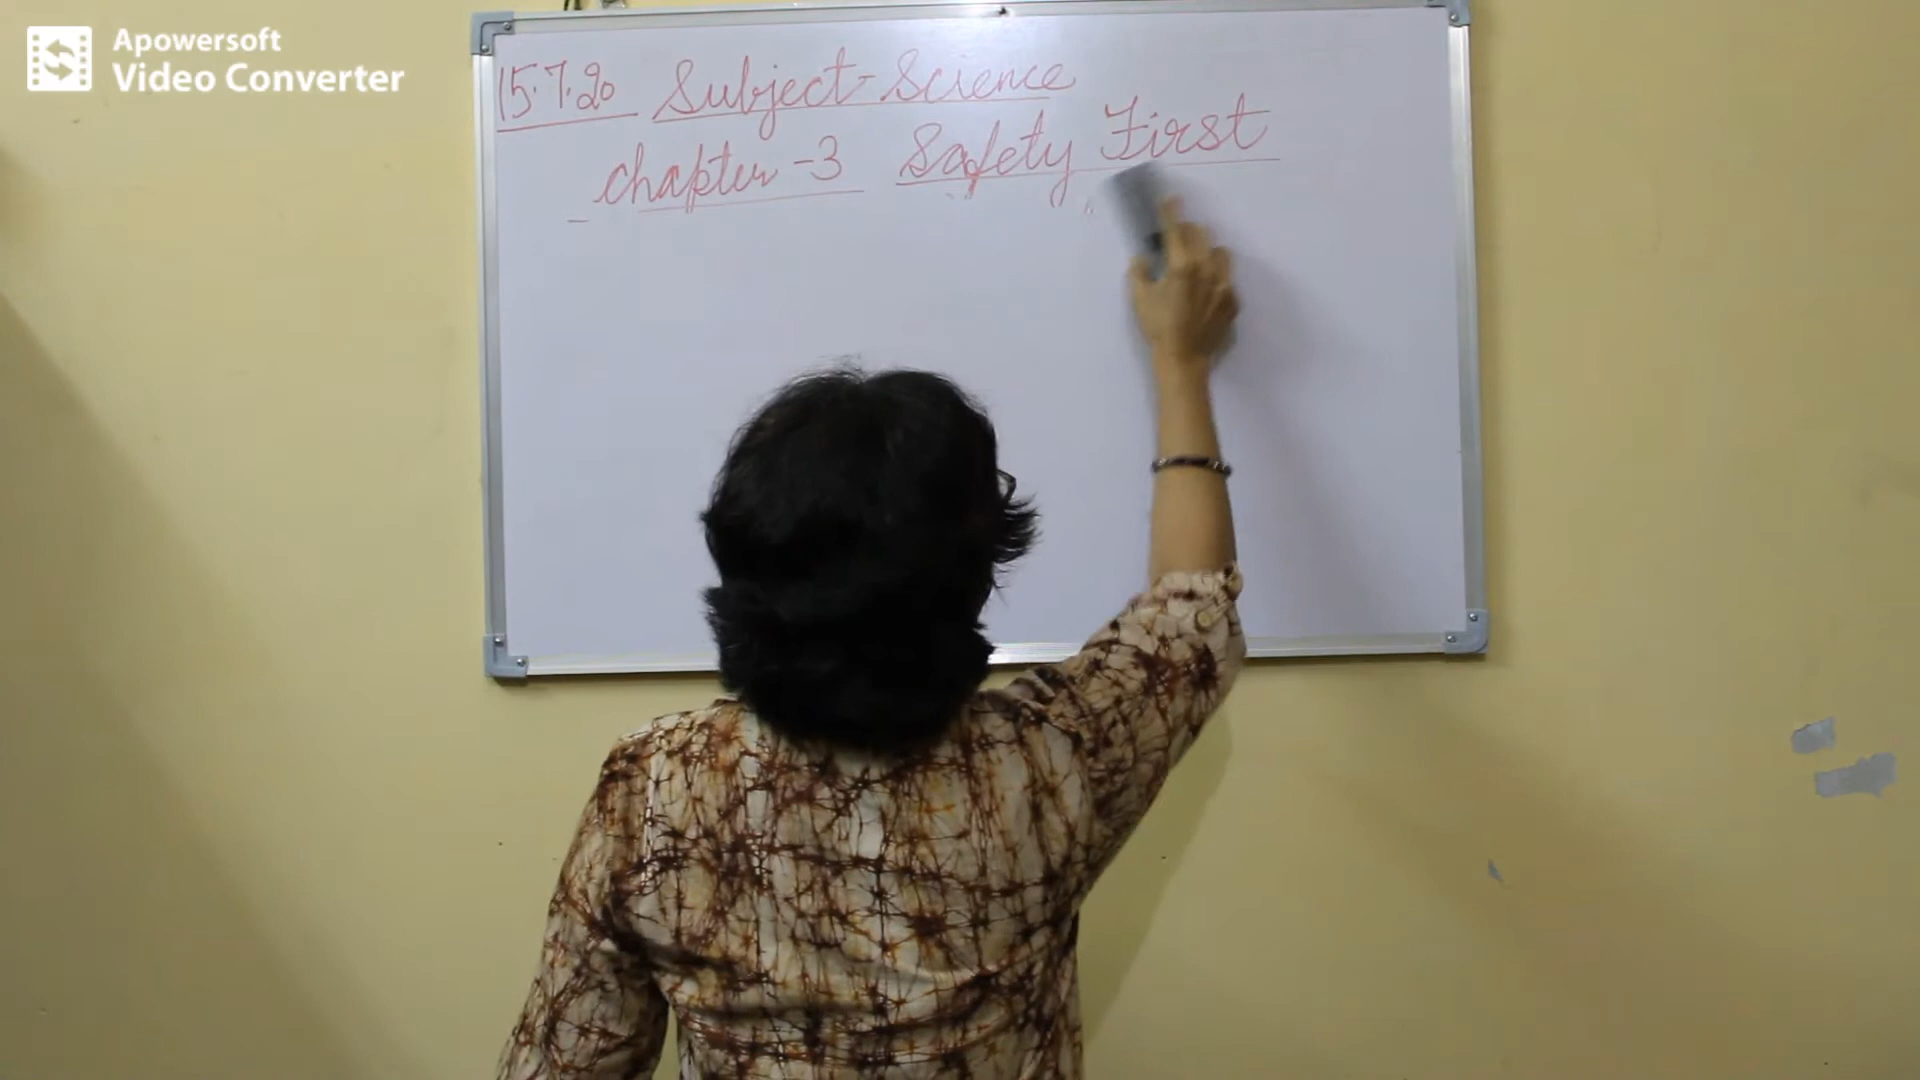 Apowersoft
Video Converter
15.7.20 Subject-Science
Chapter-3 Safety First